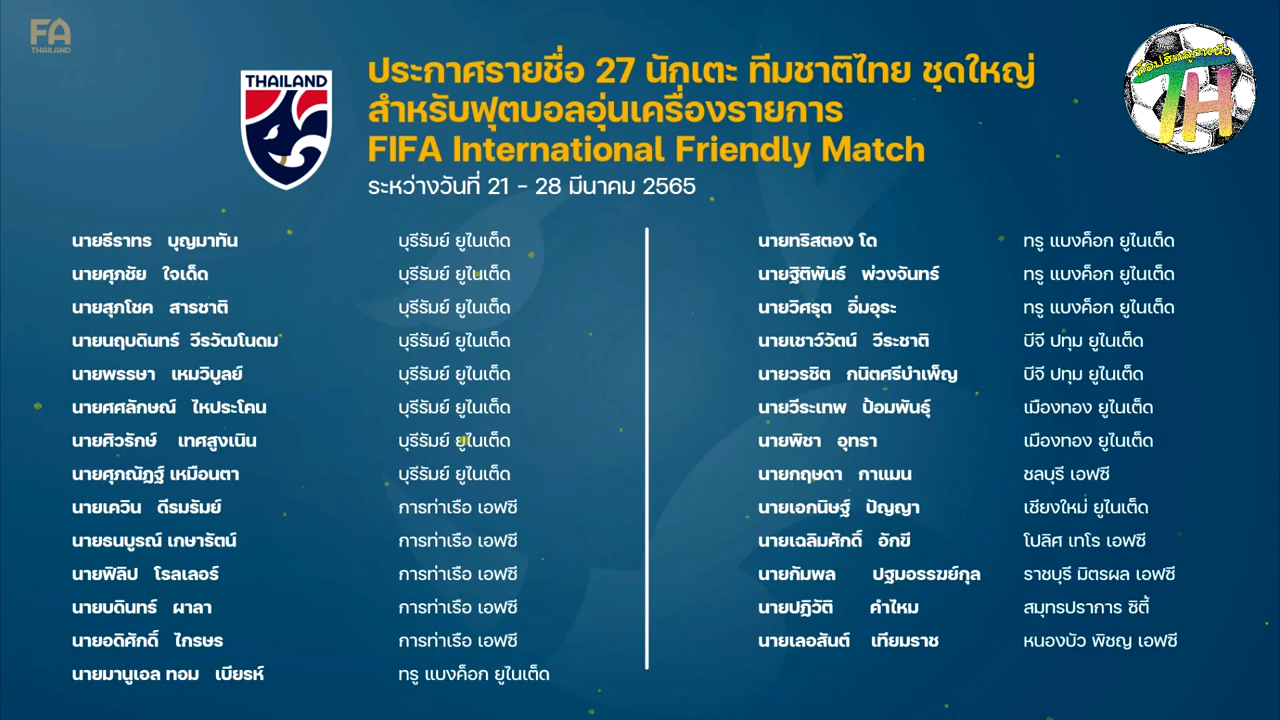 FA
THAILAND
THAILAND
ท็อปฮิตลูกหนัง
TH
ประกาศรายชื่อ 27 นักเตะ ทีมชาติไทย ชุดใหญ่
สำหรับฟุตบอลอุ่นเครื่องรายการ
FIFA International Friendly Match
ระหว่างวันที่ 21 - 28 มีนาคม 2565
นายธีราทร บุญมาทัน บุรีรัมย์ ยูไนเต็ด
นายศุภชัย ใจเด็ด บุรีรัมย์ ยูไนเต็ด
นายสุภโชค สารชาติ บุรีรัมย์ ยูไนเต็ด
นายนฤบดินทร์ วีรวัฒโนดม บุรีรัมย์ ยูไนเต็ด
นายพรรษา เหมวิบูลย์ บุรีรัมย์ ยูไนเต็ด
นายศศลักษณ์ ไหประโคน บุรีรัมย์ ยูไนเต็ด
นายศิวรักษ์ เทศสูงเนิน บุรีรัมย์ ยูไนเต็ด
นายศุภณัฏฐ์ เหมือนตา บุรีรัมย์ ยูไนเต็ด
นายเควิน ดีรมรัมย์ การท่าเรือ เอฟซี
นายธนบูรณ์ เกษารัตน์ การท่าเรือ เอฟซี
นายฟิลิป โรลเลอร์ การท่าเรือ เอฟซี
นายบดินทร์ ผาลา การท่าเรือ เอฟซี
นายอดิศักดิ์ ไกรษร การท่าเรือ เอฟซี
นายมานูเอล ทอม เบียรห์ ทรู แบงค็อก ยูไนเต็ด
นายทริสตอง โด ทรู แบงค็อก ยูไนเต็ด
นายฐิติพันธ์ พ่วงจันทร์ ทรู แบงค็อก ยูไนเต็ด
นายวิศรุต อิ่มอุระ ทรู แบงค็อก ยูไนเต็ด
นายเชาว์วัตน์ วีระชาติ บีจี ปทุม ยูไนเต็ด
นายวรชิต กนิตศรีบำเพ็ญ บีจี ปทุม ยูไนเต็ด
นายวีระเทพ ป้อมพันธุ์ เมืองทอง ยูไนเต็ด
นายพิชา อุทรา เมืองทอง ยูไนเต็ด
นายกฤษดา กาแมน ชลบุรี เอฟซี
นายเอกนิษฐ์ ปัญญา เชียงใหม่ ยูไนเต็ด
นายเฉลิมศักดิ์ อักขี โปลิศ เทโร เอฟซี
นายกัมพล ปฐมอรรฆย์กุล ราชบุรี มิตรผล เอฟซี
นายปฏิวัติ คำไหม สมุทรปราการ ซิตี้
นายเลอสันต์ เทียมราช หนองบัว พิชญ เอฟซี